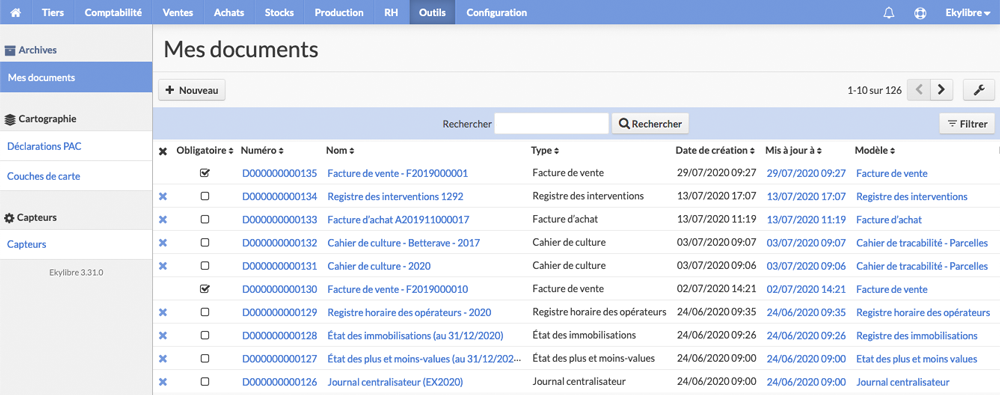 Tiers Comptabilité Ventes Achats Stocks Production RH Outils Configuration Ekylibre
Archives
Mes documents
Cartographie
Déclarations PAC
Couches de carte
Capteurs
Capteurs
Ekylibre 3.31.0
Mes documents
Nouveau 1-10 sur 126
Rechercher Rechercher Filtrer
Obligatoire Numéro Nom Type Date de création Mis à jour à Modèle
D000000000135 Facture de vente - F2019000001 Facture de vente 29/07/2020 09:27 29/07/2020 09:27 Facture de vente
D000000000134 Registre des interventions 1292 Registre des interventions 13/07/2020 17:07 13/07/2020 17:07 Registre des interventions
D000000000133 Facture d'achat A201911000017 Facture d'achat 13/07/2020 11:19 13/07/2020 11:19 Facture d'achat
D000000000132 Cahier de culture - Betterave - 2017 Cahier de culture 03/07/2020 09:07 03/07/2020 09:07 Cahier de tracabilité - Parcelles
D000000000131 Cahier de culture - 2020 Cahier de culture 03/07/2020 09:06 03/07/2020 09:06 Cahier de tracabilité - Parcelles
D000000000130 Facture de vente - F2019000010 Facture de vente 02/07/2020 14:21 02/07/2020 14:21 Facture de vente
D000000000129 Registre horaire des opérateurs - 2020 Registre horaire des opérateurs 24/06/2020 09:35 24/06/2020 09:35 Registre horaire des opérateurs
D000000000128 État des immobilisations (au 31/12/2020) État des immobilisations 24/06/2020 09:26 24/06/2020 09:26 Registre des immobilisations
D000000000127 État des plus et moins-values (au 31/12/202... État des plus et moins-values 24/06/2020 09:00 24/06/2020 09:00 Etat des plus et moins values
D000000000126 Journal centralisateur (EX2020) Journal centralisateur 24/06/2020 09:00 24/06/2020 09:00 Journal centralisateur